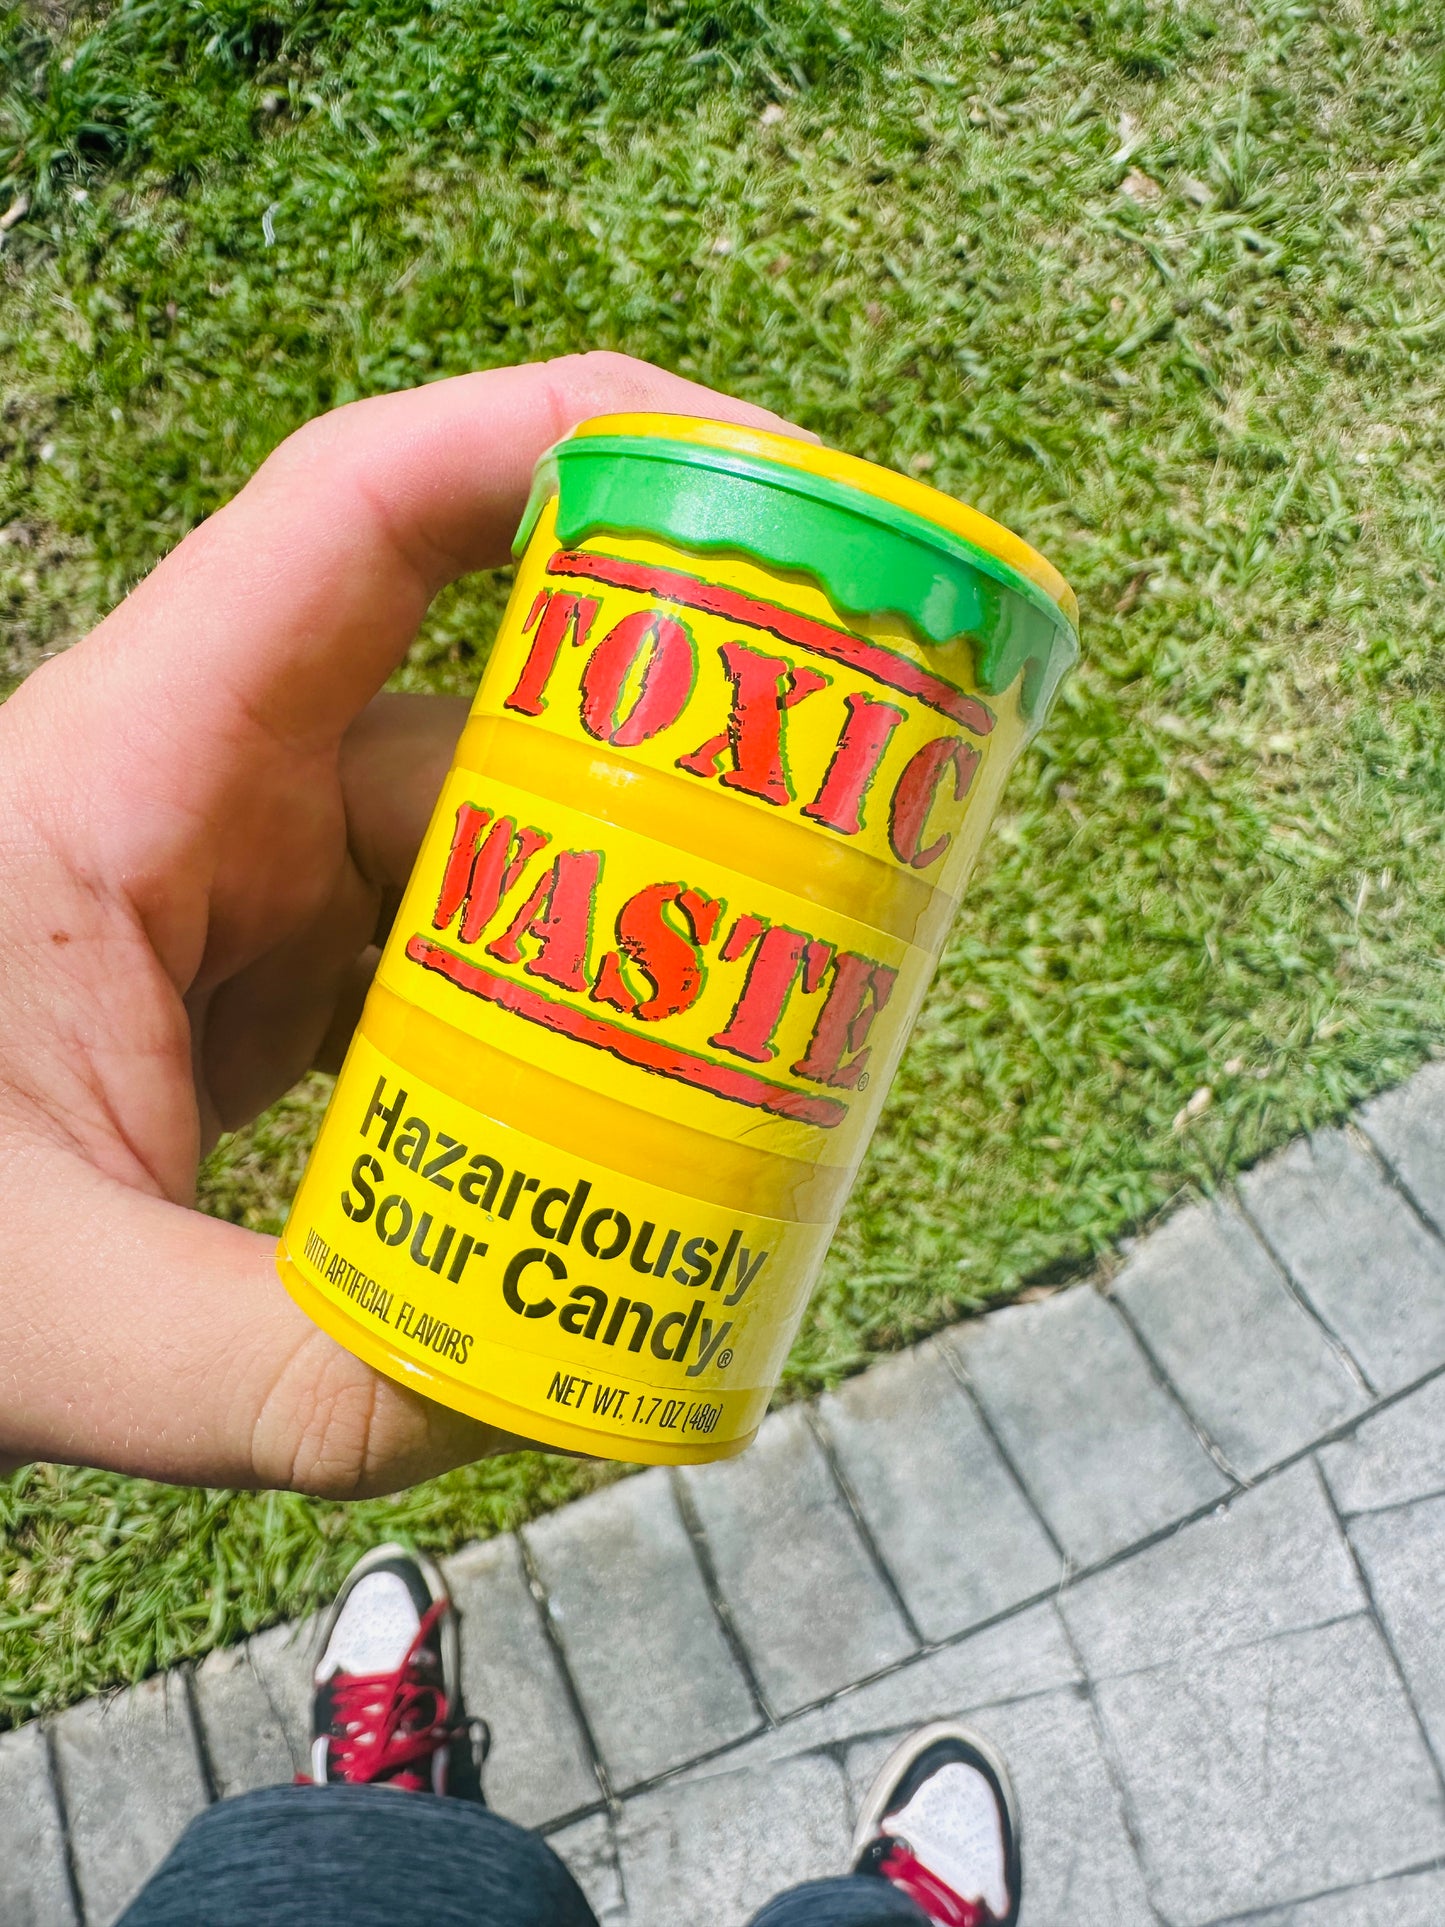 TOXIC
WASTE®
Hazardously
Sour Candy®
WITH ARTIFICIAL FLAVORS
NET WT. 1.7 OZ (48g)